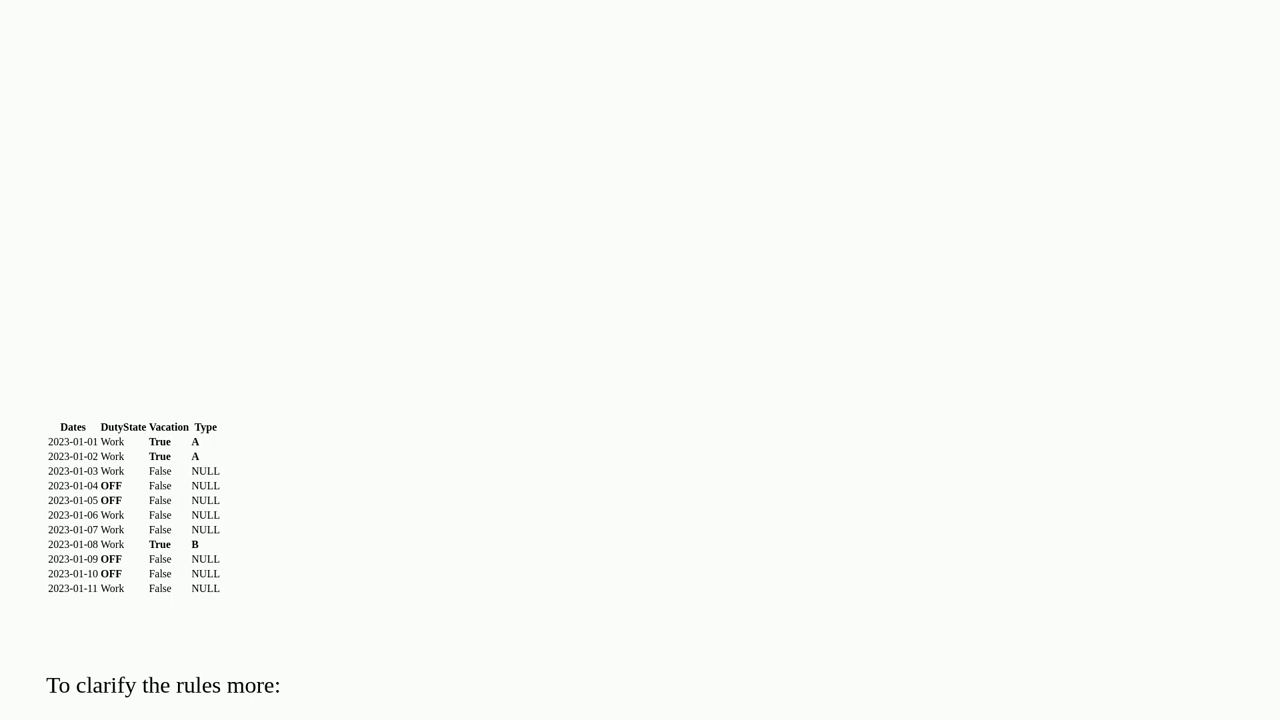 Dates DutyState Vacation Type
2023-01-01 Work True A
2023-01-02 Work True A
2023-01-03 Work False NULL
2023-01-04 OFF False NULL
2023-01-05 OFF False NULL
2023-01-06 Work False NULL
2023-01-07 Work False NULL
2023-01-08 Work True B
2023-01-09 OFF False NULL
2023-01-10 OFF False NULL
2023-01-11 Work False NULL
To clarify the rules more: